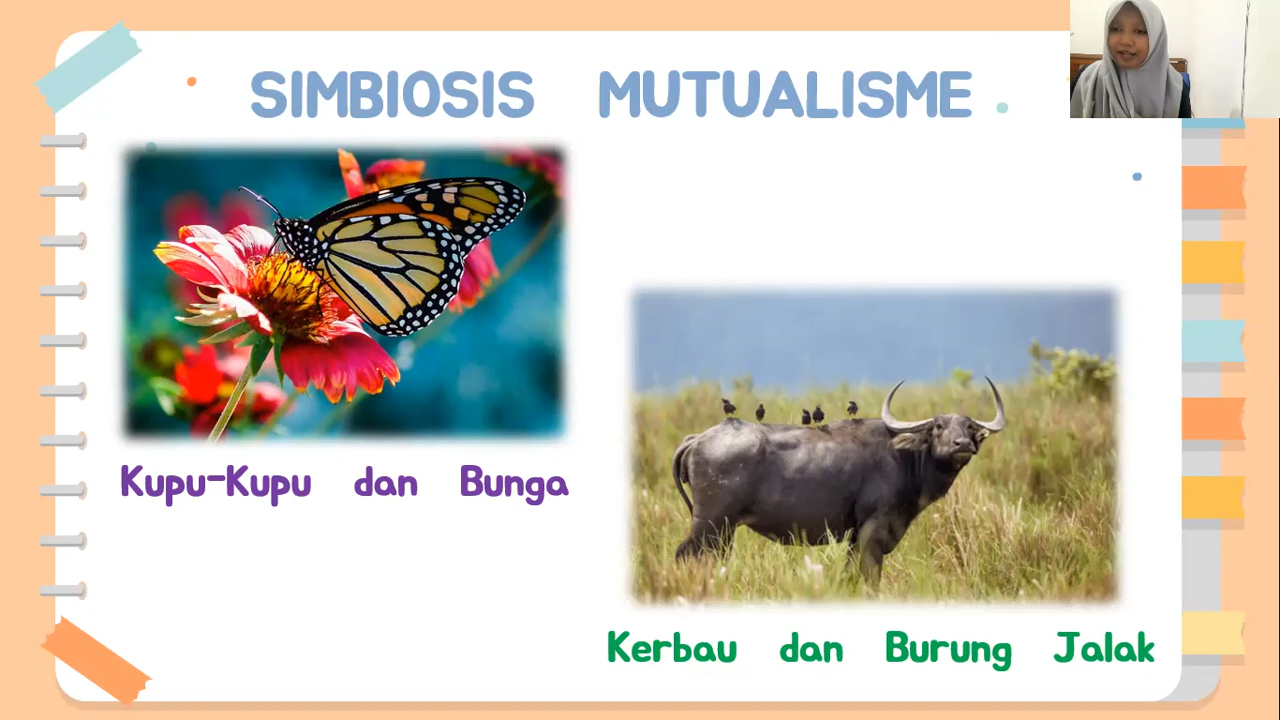 SIMBIOSIS MUTUALISME
Kupu-Kupu dan Bunga
Kerbau dan Burung Jalak